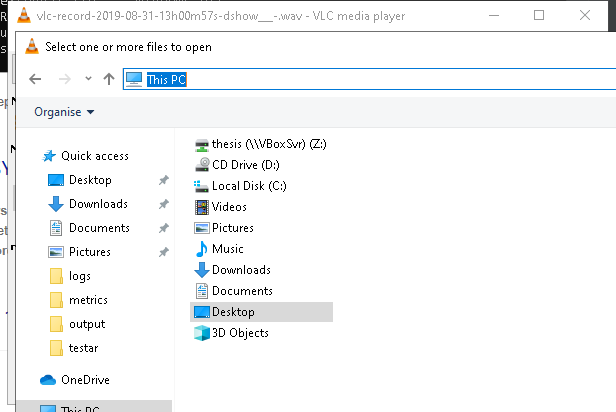 vlc-record-2019-08-31-13h00m57s-dshow___-.wav - VLC media player
Select one or more files to open
This PC
Organise
Quick access
Desktop
Downloads
Documents
Pictures
logs
metrics
output
testar
OneDrive
This PC
thesis (\\VBoxSvr) (Z:)
CD Drive (D:)
Local Disk (C:)
Videos
Pictures
Music
Downloads
Documents
Desktop
3D Objects